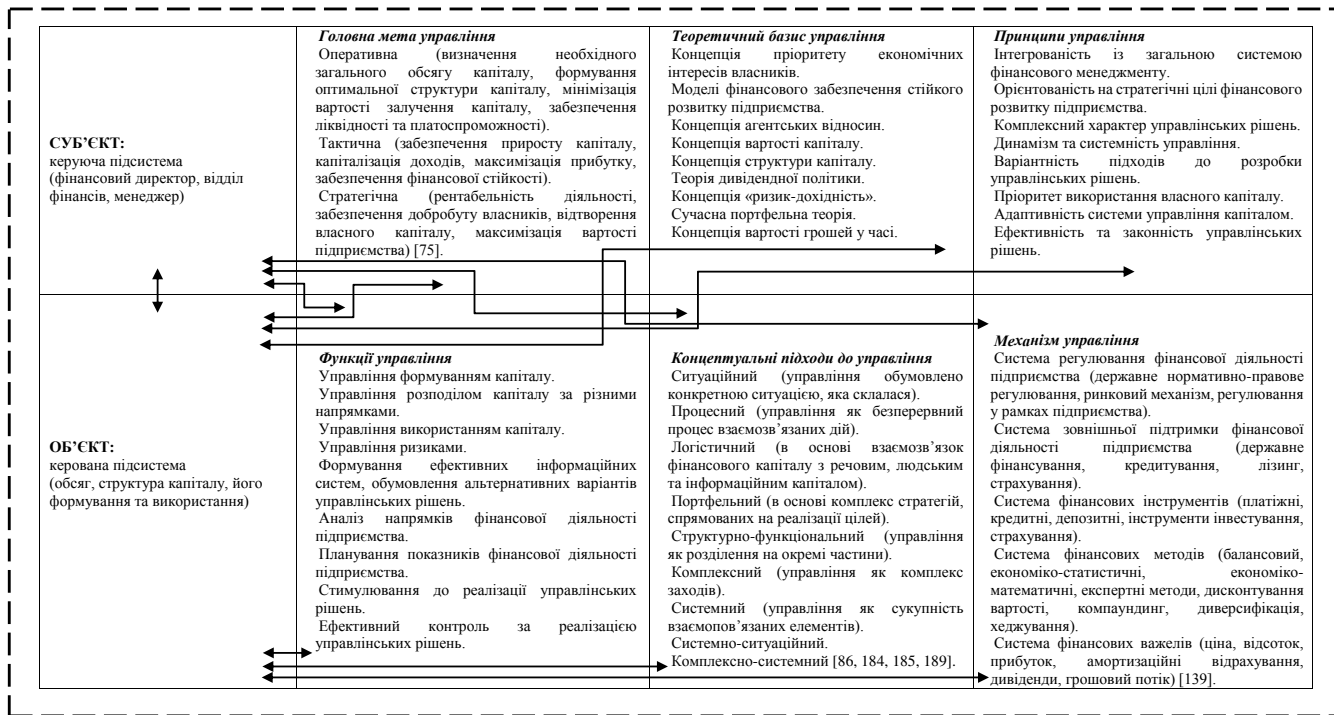 СУБ’ЄКТ:
керуюча підсистема
(фінансовий директор, відділ
фінансів, менеджер)
Головна мета управління
Оперативна (визначення необхідного
загального обсягу капіталу, формування
оптимальної структури капіталу, мінімізація
вартості залучення капіталу, забезпечення
ліквідності та платоспроможності).
Тактична (забезпечення приросту капіталу,
капіталізація доходів, максимізація прибутку,
забезпечення фінансової стійкості).
Стратегічна (рентабельність діяльності,
забезпечення добробуту власників, відтворення
власного капіталу, максимізація вартості
підприємства) [75].
Теоретичний базис управління
Концепція пріоритету економічних
інтересів власників.
Моделі фінансового забезпечення стійкого
розвитку підприємства.
Концепція агентських відносин.
Концепція вартості капіталу.
Концепція структури капіталу.
Теорія дивідендної політики.
Концепція «ризик-дохідність».
Сучасна портфельна теорія.
Концепція вартості грошей у часі.
Принципи управління
Інтегрованість із загальною системою
фінансового менеджменту.
Орієнтованість на стратегічні цілі фінансового
розвитку підприємства.
Комплексний характер управлінських рішень.
Динамізм та системність управління.
Варіантність підходів до розробки
управлінських рішень.
Пріоритет використання власного капіталу.
Адаптивність системи управління капіталом.
Ефективність та законність управлінських
рішень.
ОБ’ЄКТ:
керована підсистема
(обсяг, структура капіталу, його
формування та використання)
Функції управління
Управління формуванням капіталу.
Управління розподілом капіталу за різними
напрямками.
Управління використанням капіталу.
Управління ризиками.
Формування ефективних інформаційних
систем, обумовлення альтернативних варіантів
управлінських рішень.
Аналіз напрямків фінансової діяльності
підприємства.
Планування показників фінансової діяльності
підприємства.
Стимулювання до реалізації управлінських
рішень.
Ефективний контроль за реалізацією
управлінських рішень.
Концептуальні підходи до управління
Ситуаційний (управління обумовлено
конкретною ситуацією, яка склалася).
Процесний (управління як безперервний
процес взаємозв’язаних дій).
Логістичний (в основі взаємозв’язок
фінансового капіталу з речовим, людським
та інформаційним капіталом).
Портфельний (в основі комплекс стратегій,
спрямованих на реалізації цілей).
Структурно-функціональний (управління
як розділення на окремі частини).
Комплексний (управління як комплекс
заходів).
Системний (управління як сукупність
взаємопов’язаних елементів).
Системно-ситуаційний.
Комплексно-системний [86, 184, 185, 189].
Механізм управління
Система регулювання фінансової діяльності
підприємства (державне нормативно-правове
регулювання, ринковий механізм, регулювання
у рамках підприємства).
Система зовнішньої підтримки фінансової
діяльності підприємства (державне
фінансування, кредитування, лізинг,
страхування).
Система фінансових інструментів (платіжні,
кредитні, депозитні, інструменти інвестування,
страхування).
Система фінансових методів (балансовий,
економіко-статистичні, економіко-
математичні, експертні методи, дисконтування
вартості, компаундинг, диверсифікація,
хеджування).
Система фінансових важелів (ціна, відсоток,
прибуток, амортизаційні відрахування,
дивіденди, грошовий потік) [139].